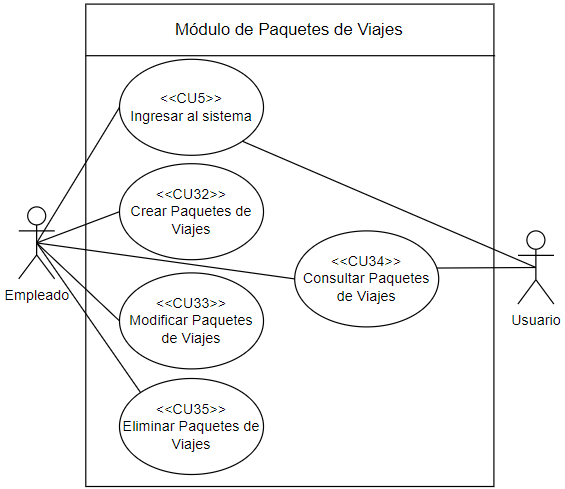 Módulo de Paquetes de Viajes
<<CU5>>
Ingresar al sistema
<<CU32>>
Crear Paquetes de
Viajes
<<CU34>>
Consultar Paquetes
de Viajes
Empleado
<<CU33>>
Modificar Paquetes
de Viajes
Usuario
<<CU35>>
Eliminar Paquetes de
Viajes